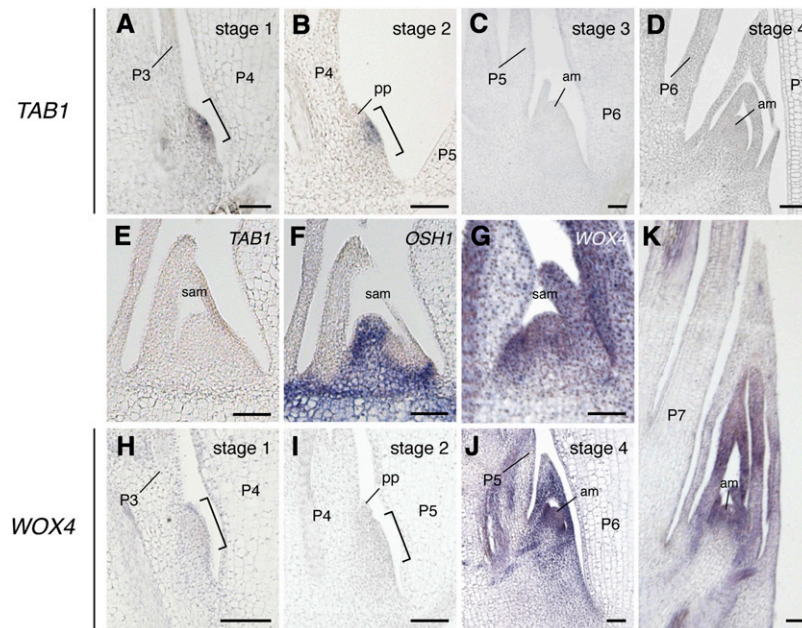 A stage 1
P3
P4
B stage 2
P4
pp
P5
C stage 3
P5
am
P6
D stage 4
P6
am
TAB1
E TAB1
sam
F OSH1
sam
G WOX4
sam
K
P7
am
H stage 1
P3
P4
I stage 2
pp
P4
P5
J stage 4
P5
am
P6
WOX4